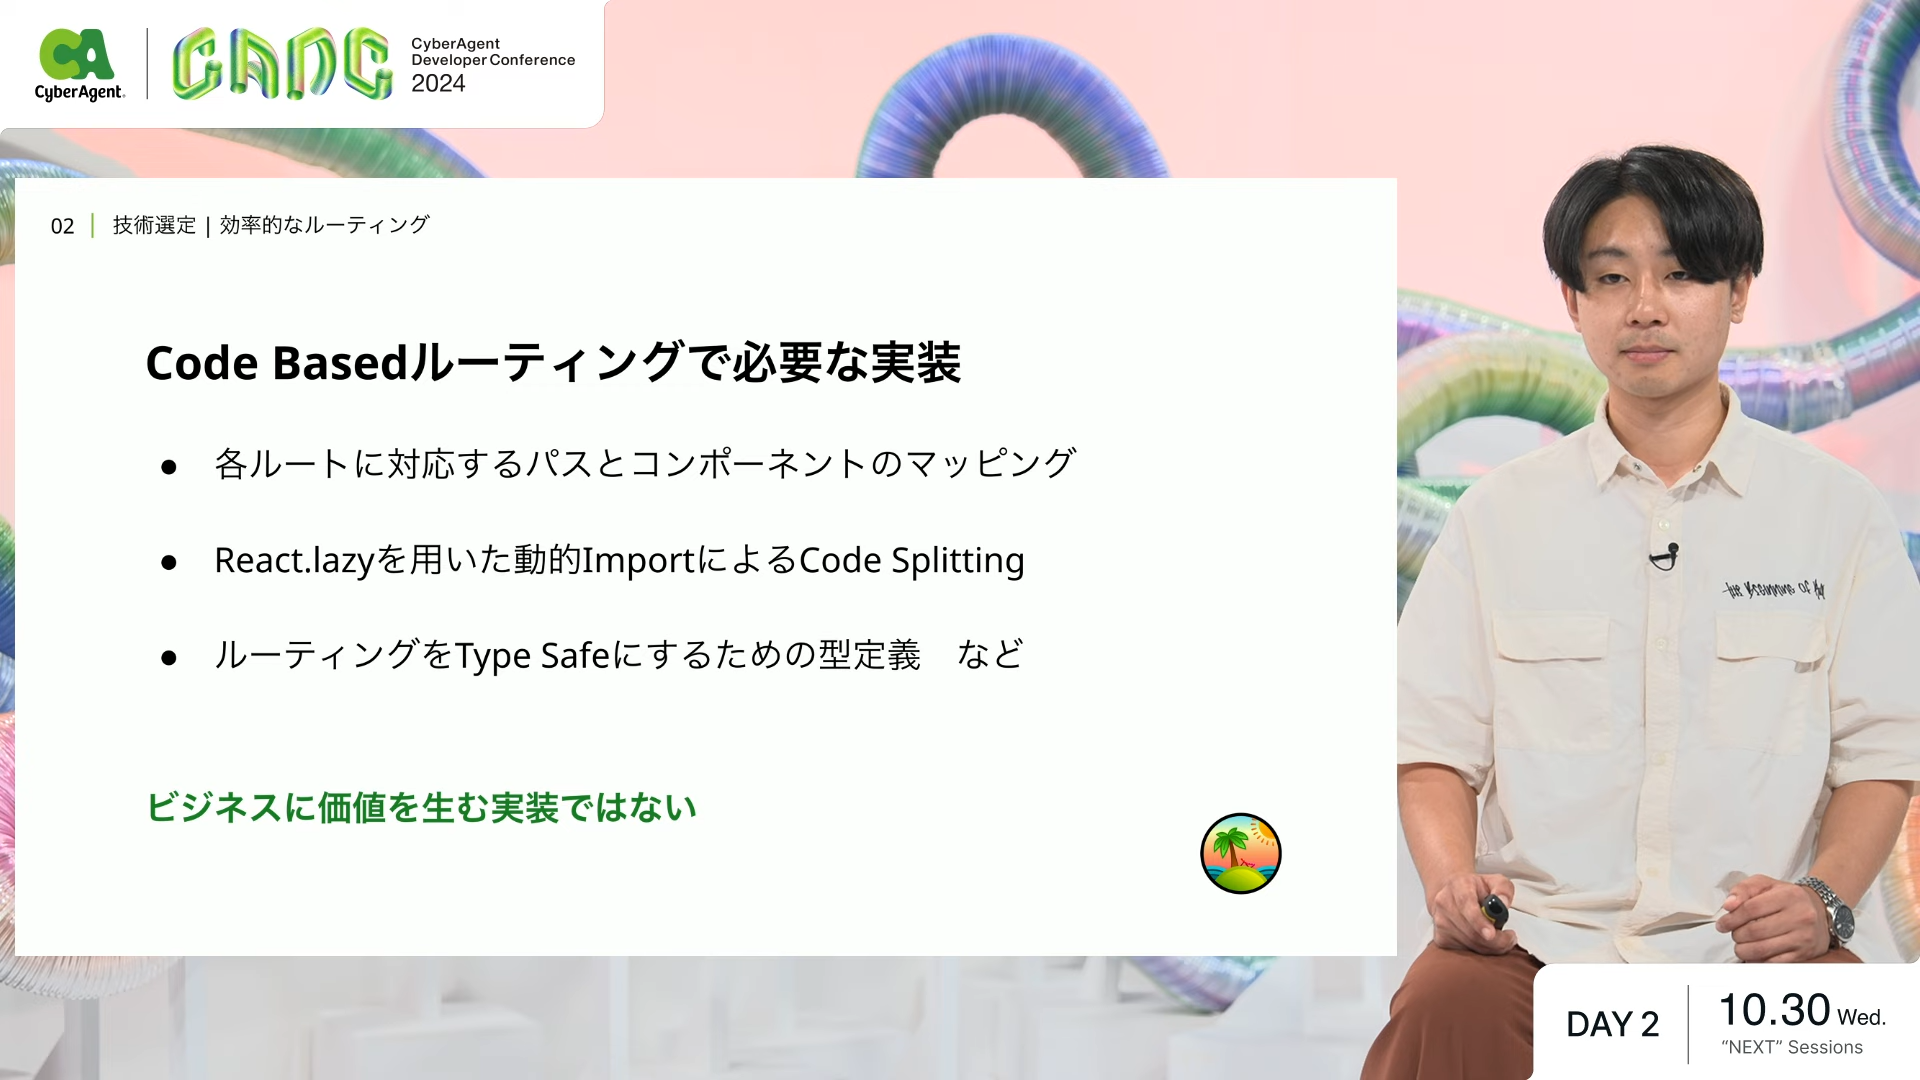 CyberAgent
CADC
CyberAgent
Developer Conference
2024
02 | 技術選定 | 効率的なルーティング
Code Basedルーティングで必要な実装
● 各ルートに対応するパスとコンポーネントのマッピング
● React.lazyを用いた動的ImportによるCode Splitting
● ルーティングをType Safeにするための型定義　など
ビジネスに価値を生む実装ではない
DAY 2
10.30 Wed.
“NEXT” Sessions